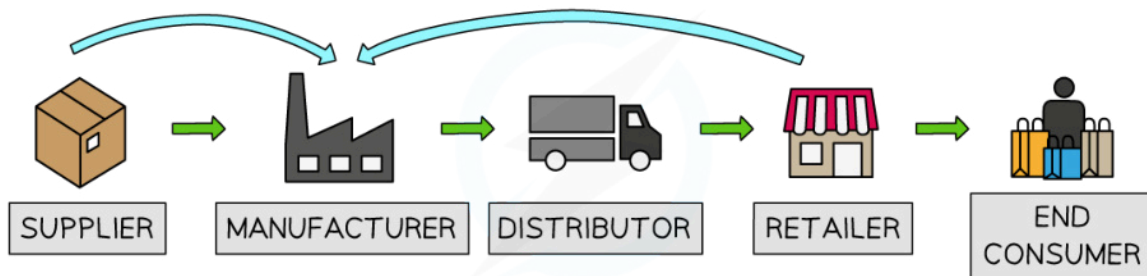 SUPPLIER
MANUFACTURER
DISTRIBUTOR
RETAILER
END
CONSUMER